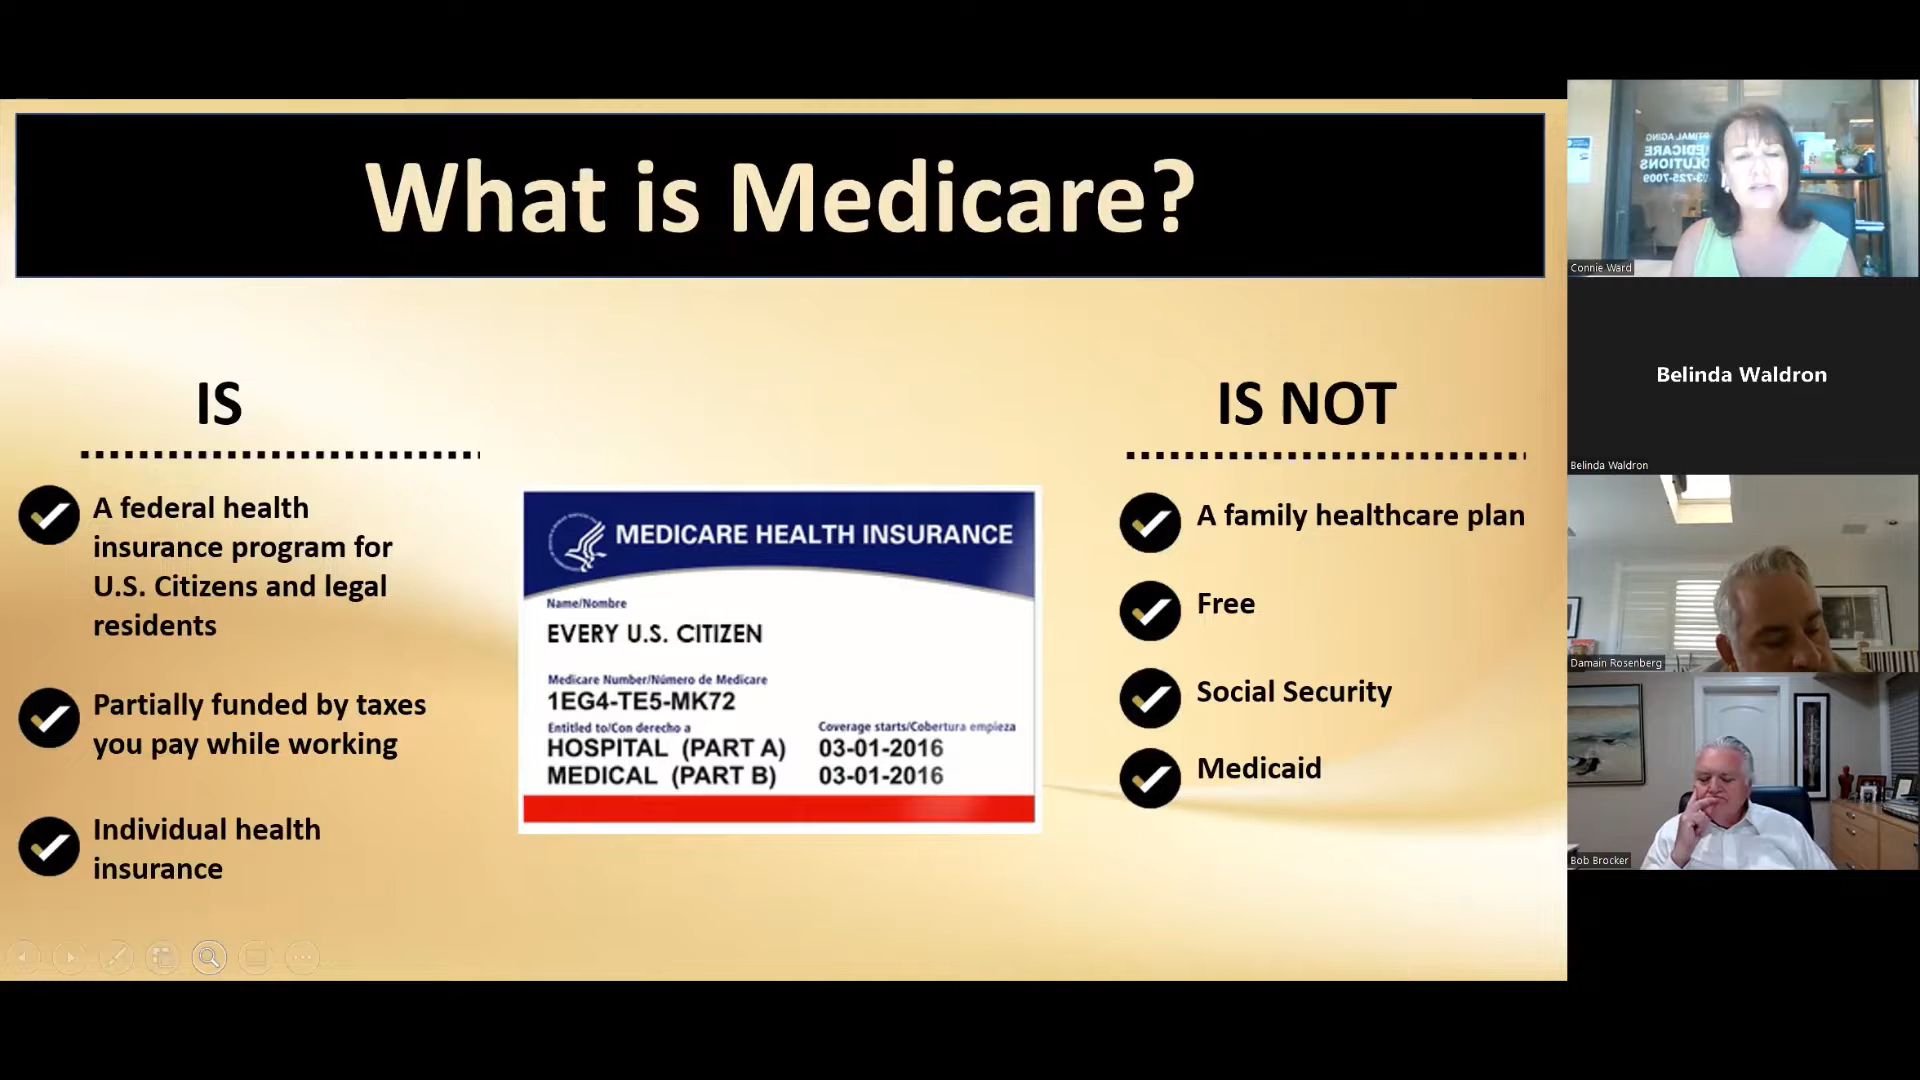 What is Medicare?
IS
A federal health
insurance program for
U.S. Citizens and legal
residents
Partially funded by taxes
you pay while working
Individual health
insurance
MEDICARE HEALTH INSURANCE
Name/Nombre
EVERY U.S. CITIZEN
Medicare Number/Número de Medicare
1EG4-TE5-MK72
Entitled to/Con derecho a
Coverage starts/Cobertura empieza
HOSPITAL (PART A) 03-01-2016
MEDICAL (PART B) 03-01-2016
IS NOT
A family healthcare plan
Free
Social Security
Medicaid
MEDICARE
Connie Ward
Belinda Waldron
Belinda Waldron
Damain Rosenberg
Bob Brocker